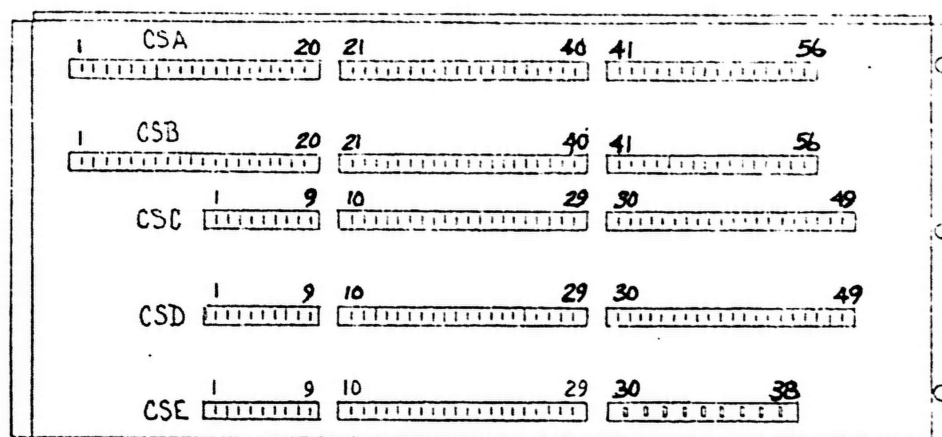 1 CSA 20 21 40 41 56
1 CSB 20 21 40 41 56
CSC 1 9 10 29 30 49
CSD 1 9 10 29 30 49
CSE 1 9 10 29 30 38